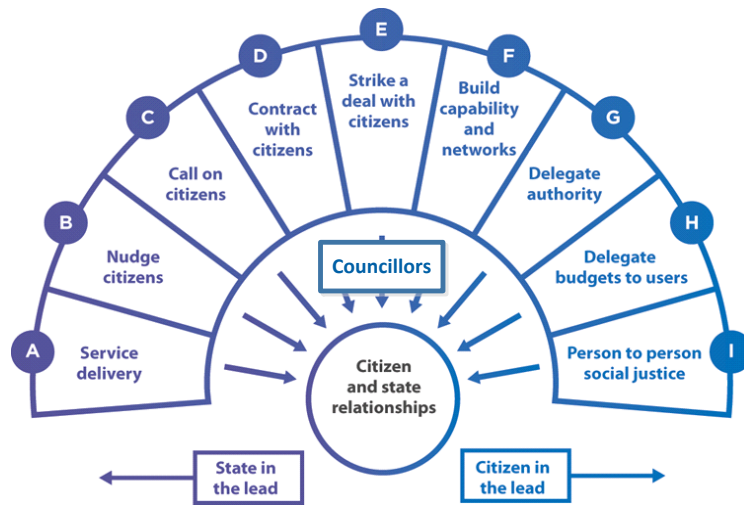 A
Service
delivery
B
Nudge
citizens
C
Call on
citizens
D
Contract
with
citizens
E
Strike a
deal with
citizens
F
Build
capability
and
networks
G
Delegate
authority
H
Delegate
budgets to users
I
Person to person
social justice
Councillors
Citizen
and state
relationships
State in
the lead
Citizen in
the lead